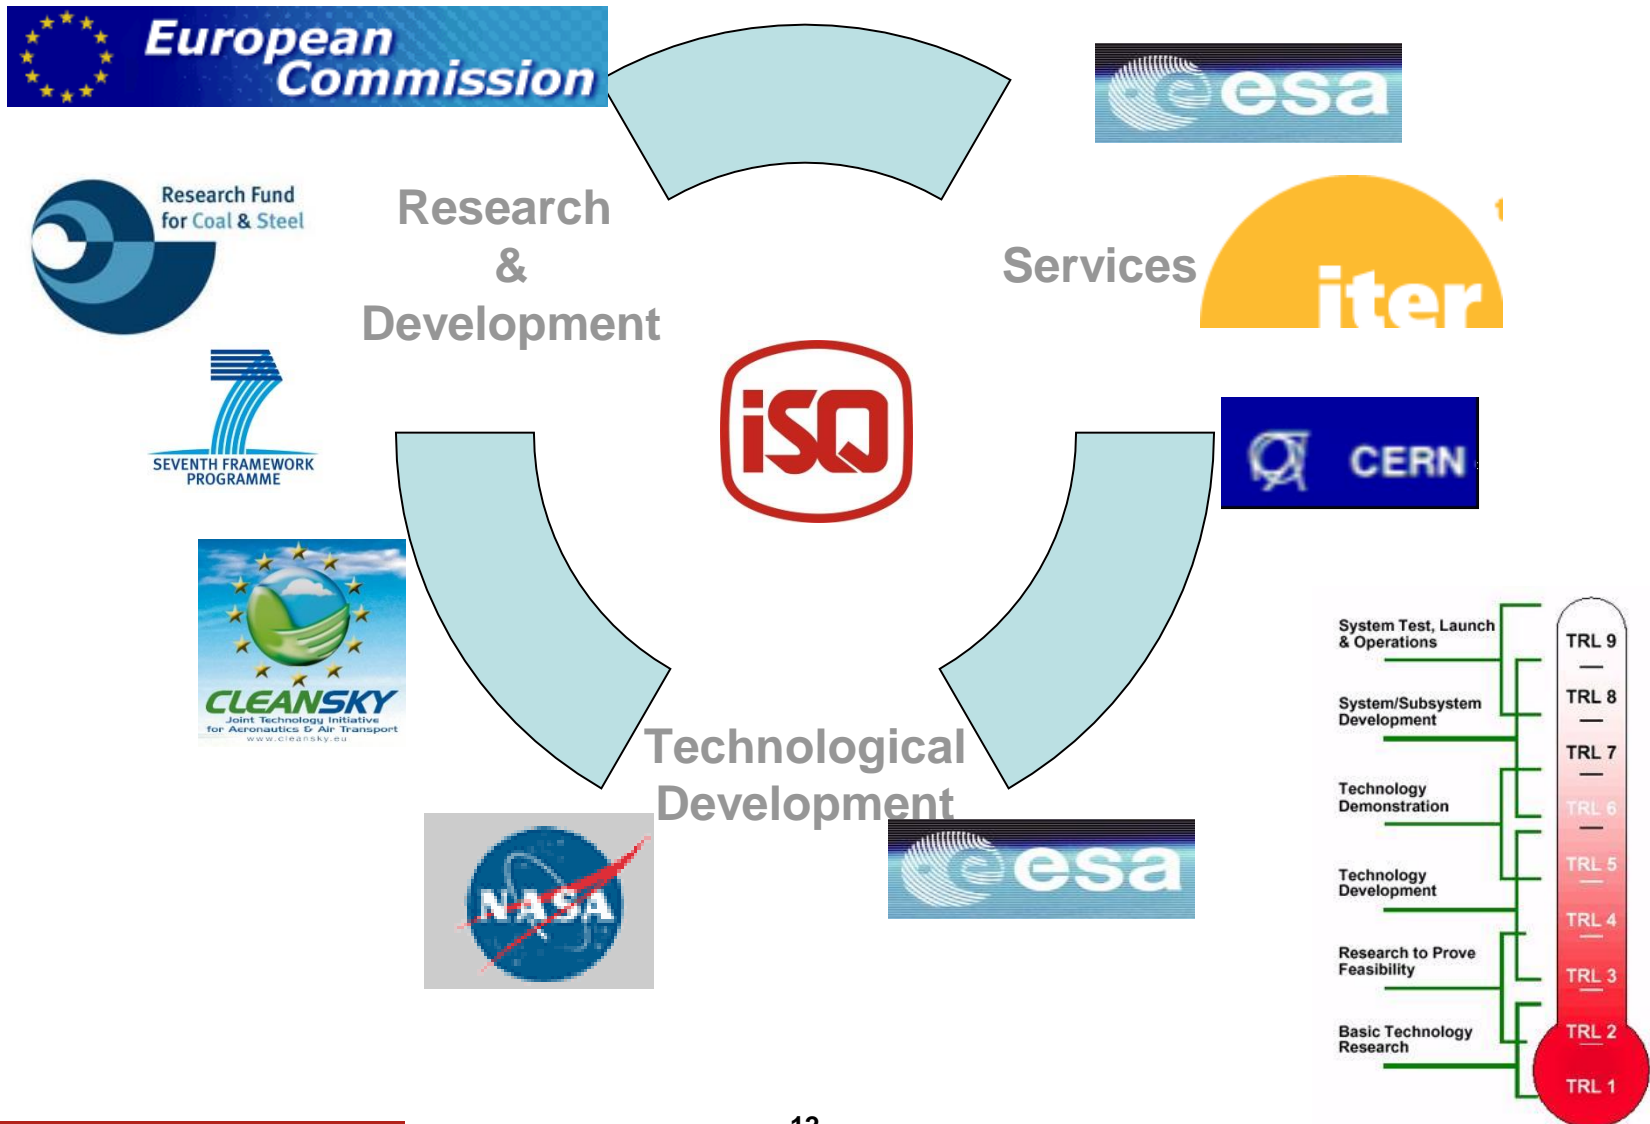 European
Commission
esa
Research Fund
for Coal & Steel
Research
&
Development
Services
iter
iSQ
SEVENTH FRAMEWORK
PROGRAMME
CERN
CLEANSKY
Joint Technology Initiative
for Aeronautics & Air Transport
www.cleansky.eu
Technological
Development
NASA
esa
System Test, Launch
& Operations
System/Subsystem
Development
Technology
Demonstration
Technology
Development
Research to Prove
Feasibility
Basic Technology
Research
TRL 9
TRL 8
TRL 7
TRL 6
TRL 5
TRL 4
TRL 3
TRL 2
TRL 1